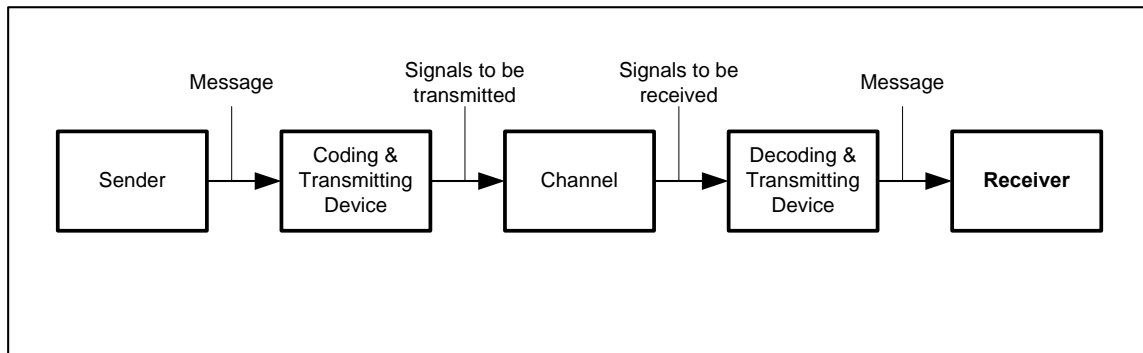 Message
Signals to be
transmitted
Signals to be
received
Message
Sender
Coding &
Transmitting
Device
Channel
Decoding &
Transmitting
Device
Receiver